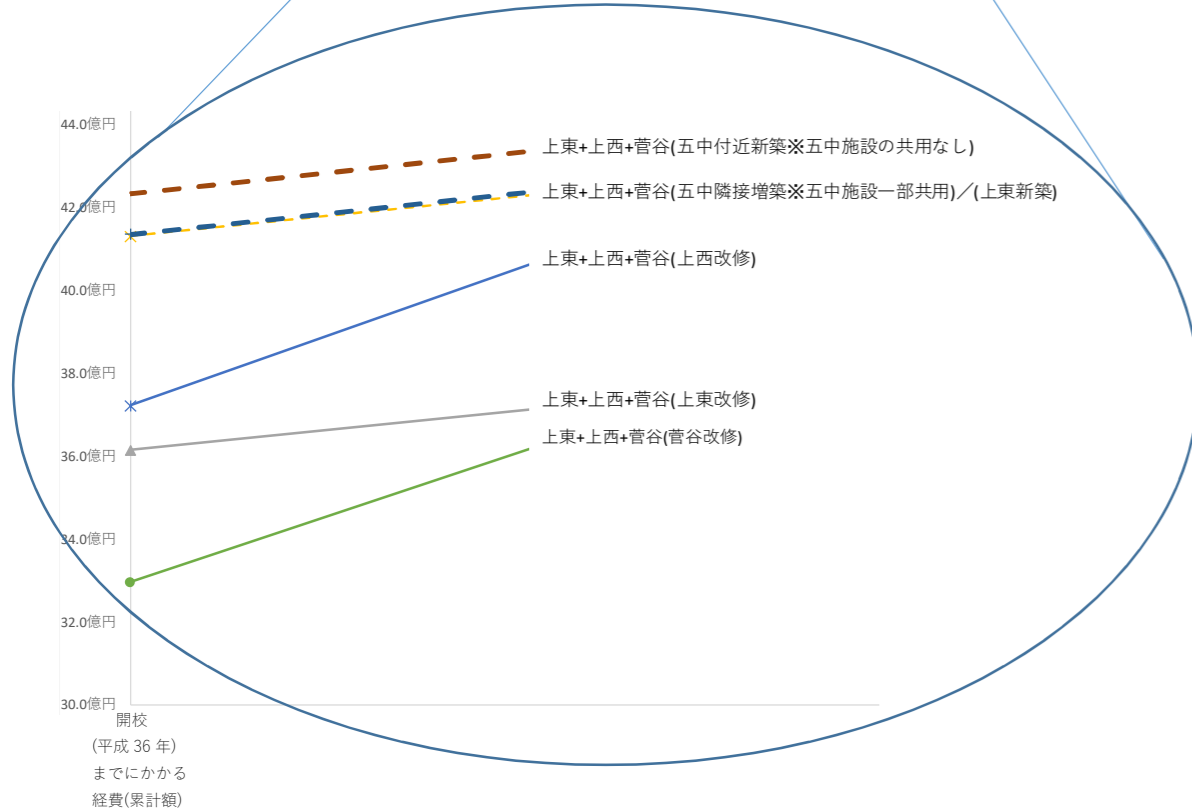 44.0億円
上東+上西+菅谷(五中付近新築※五中施設の共用なし)
上東+上西+菅谷(五中隣接増築※五中施設一部共用)／(上東新築)
42.0億円
上東+上西+菅谷(上西改修)
40.0億円
38.0億円
上東+上西+菅谷(上東改修)
上東+上西+菅谷(菅谷改修)
36.0億円
34.0億円
32.0億円
30.0億円
開校
(平成 36 年)
までにかかる
経費(累計額)